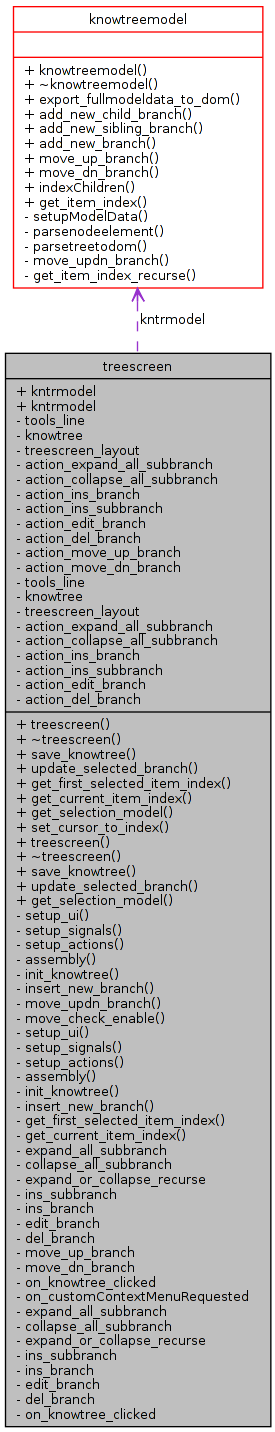 knowtreemodel
+ knowtreemodel()
+ ~knowtreemodel()
+ export_fullmodeldata_to_dom()
+ add_new_child_branch()
+ add_new_sibling_branch()
+ add_new_branch()
+ move_up_branch()
+ move_dn_branch()
+ indexChildren()
+ get_item_index()
- setupModelData()
- parsenodeelement()
- parsetreetodom()
- move_updn_branch()
- get_item_index_recurse()
kntrmodel
treescreen
+ kntrmodel
+ kntrmodel
- tools_line
- knowtree
- treescreen_layout
- action_expand_all_subbranch
- action_collapse_all_subbranch
- action_ins_branch
- action_ins_subbranch
- action_edit_branch
- action_del_branch
- action_move_up_branch
- action_move_dn_branch
- tools_line
- knowtree
- treescreen_layout
- action_expand_all_subbranch
- action_collapse_all_subbranch
- action_ins_branch
- action_ins_subbranch
- action_edit_branch
- action_del_branch
+ treescreen()
+ ~treescreen()
+ save_knowtree()
+ update_selected_branch()
+ get_first_selected_item_index()
+ get_current_item_index()
+ get_selection_model()
+ set_cursor_to_index()
+ treescreen()
+ ~treescreen()
+ save_knowtree()
+ update_selected_branch()
+ get_selection_model()
- setup_ui()
- setup_signals()
- setup_actions()
- assembly()
- init_knowtree()
- insert_new_branch()
- move_updn_branch()
- move_check_enable()
- setup_ui()
- setup_signals()
- setup_actions()
- assembly()
- init_knowtree()
- insert_new_branch()
- get_first_selected_item_index()
- get_current_item_index()
- expand_all_subbranch
- collapse_all_subbranch
- expand_or_collapse_recurse
- ins_subbranch
- ins_branch
- edit_branch
- del_branch
- move_up_branch
- move_dn_branch
- on_knowtree_clicked
- on_customContextMenuRequested
- expand_all_subbranch
- collapse_all_subbranch
- expand_or_collapse_recurse
- ins_subbranch
- ins_branch
- edit_branch
- del_branch
- on_knowtree_clicked